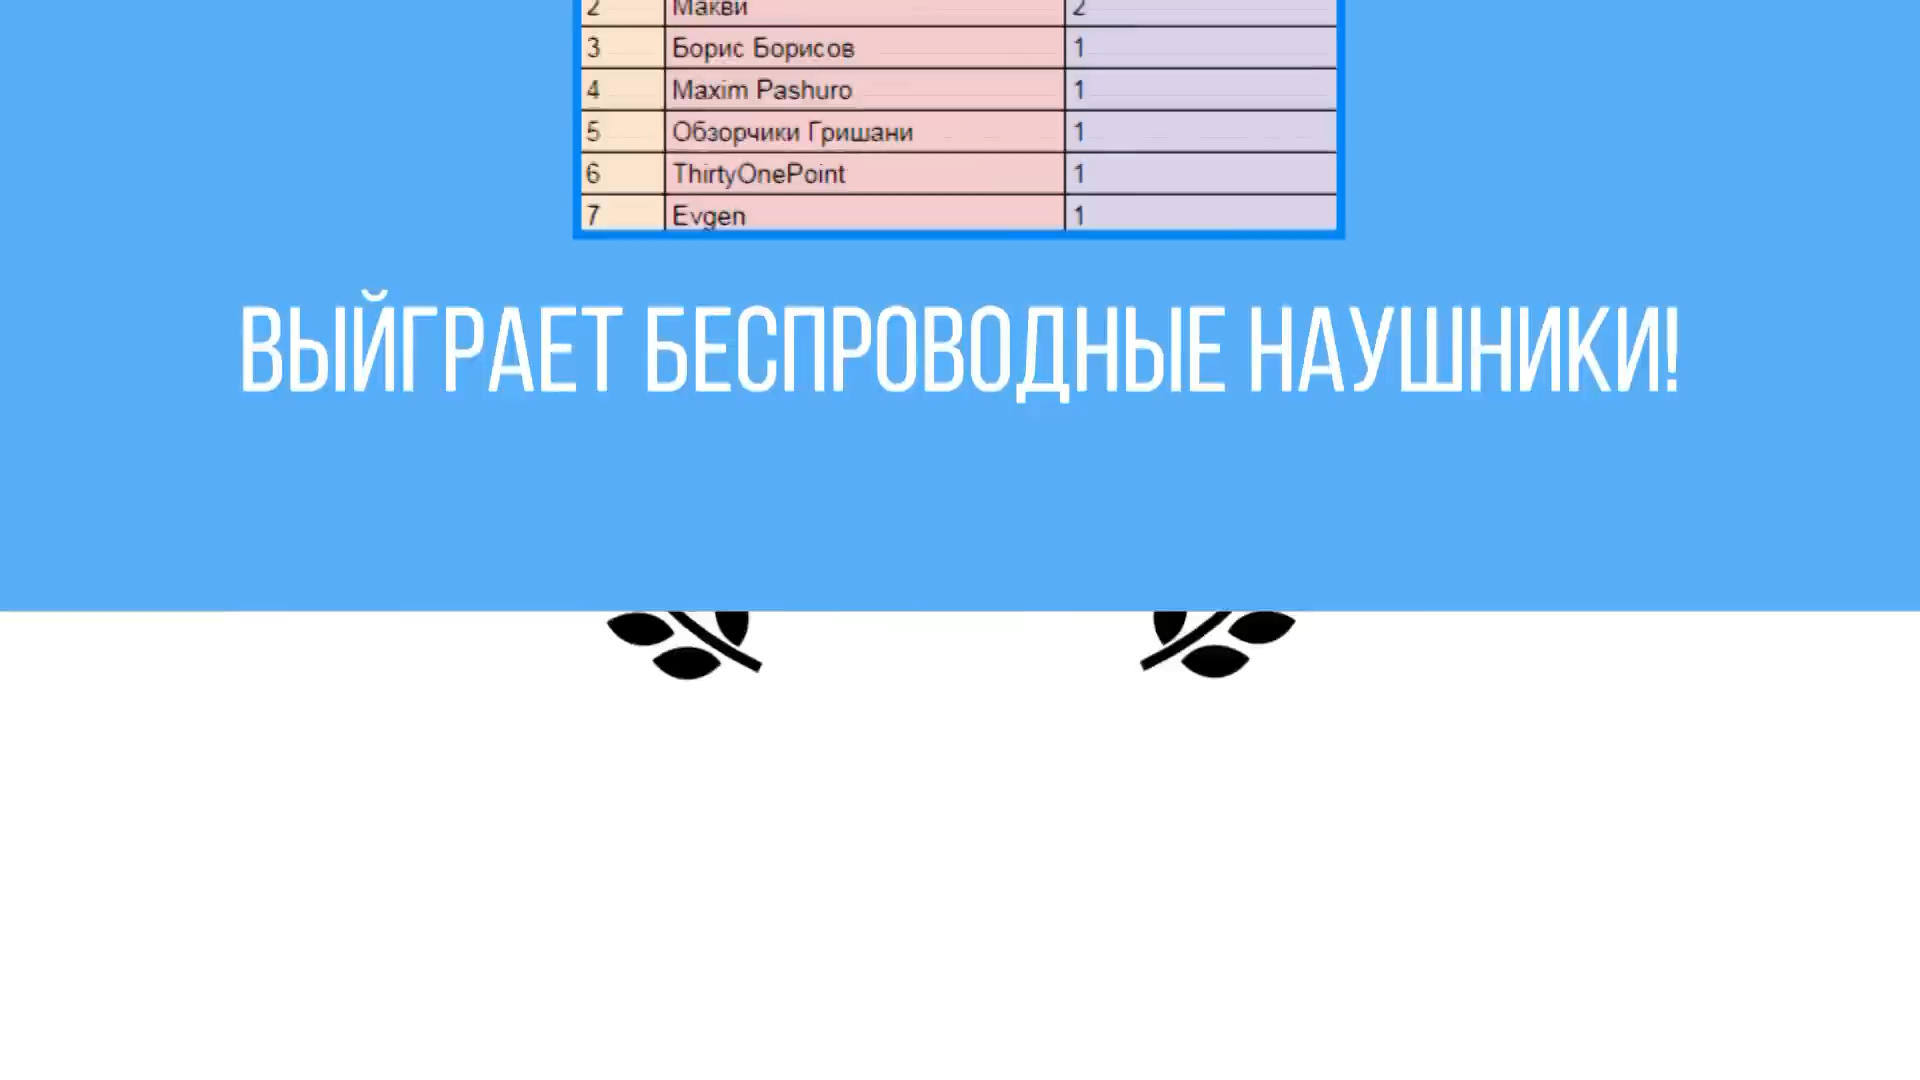 2 Макви 2
3 Борис Борисов 1
4 Maxim Pashuro 1
5 Обзорчики Гришани 1
6 ThirtyOnePoint 1
7 Evgen 1
ВЫЙГРАЕТ БЕСПРОВОДНЫЕ НАУШНИКИ!